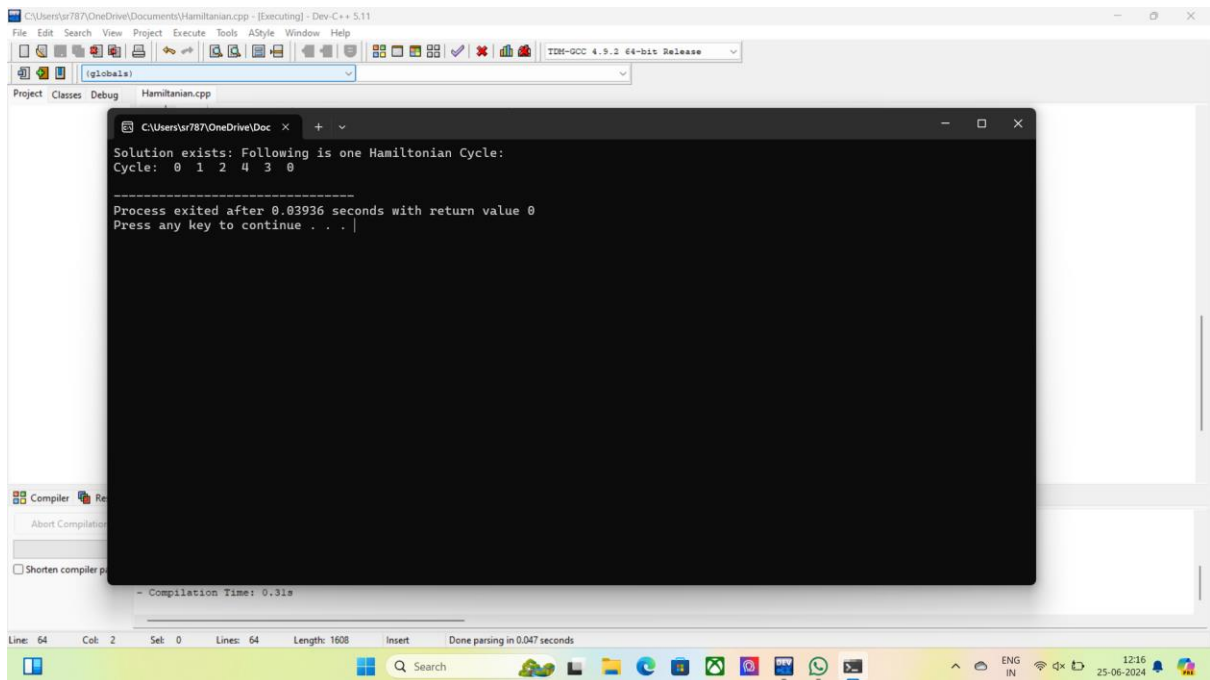 C:\Users\sr787\OneDrive\Documents\Hamiltanian.cpp - [Executing] - Dev-C++ 5.11
File Edit Search View Project Execute Tools AStyle Window Help
TDM-GCC 4.9.2 64-bit Release
(globals)
Project Classes Debug Hamiltanian.cpp
C:\Users\sr787\OneDrive\Doc
Solution exists: Following is one Hamiltonian Cycle:
Cycle: 0 1 2 4 3 0
--------------------------------
Process exited after 0.03936 seconds with return value 0
Press any key to continue . . .
Compiler Re
Abort Compilation
Shorten compiler pa
- Compilation Time: 0.31s
Line: 64 Col: 2 Sel: 0 Lines: 64 Length: 1608 Insert Done parsing in 0.047 seconds
Search
DEV
ENG
IN
12:16
25-06-2024
PRE